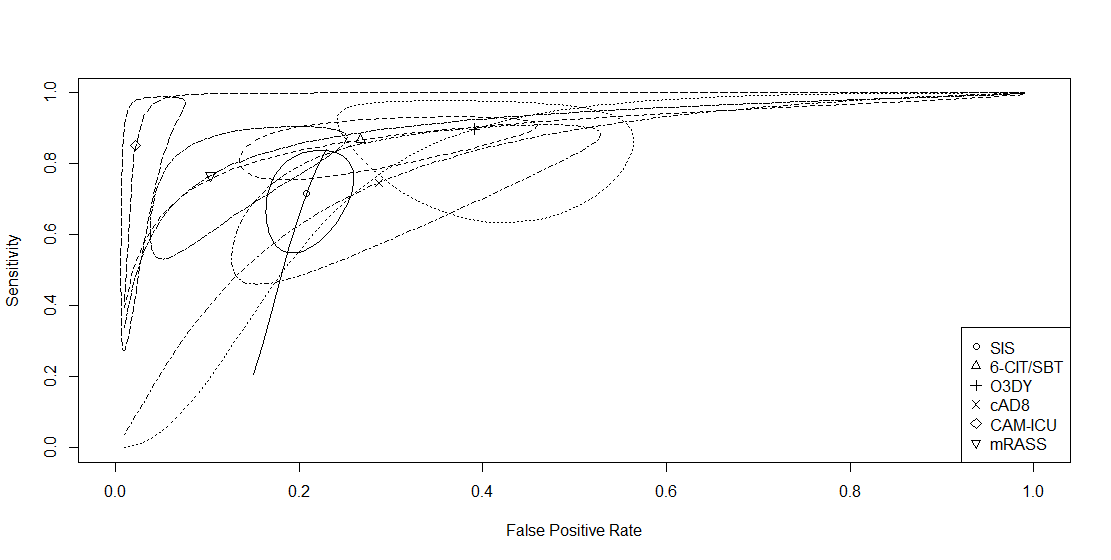 1.0
0.8
0.6
0.4
0.2
0.0
Sensitivity
0.0 0.2 0.4 0.6 0.8 1.0
False Positive Rate
SIS
6-CIT/SBT
O3DY
cAD8
CAM-ICU
mRASS